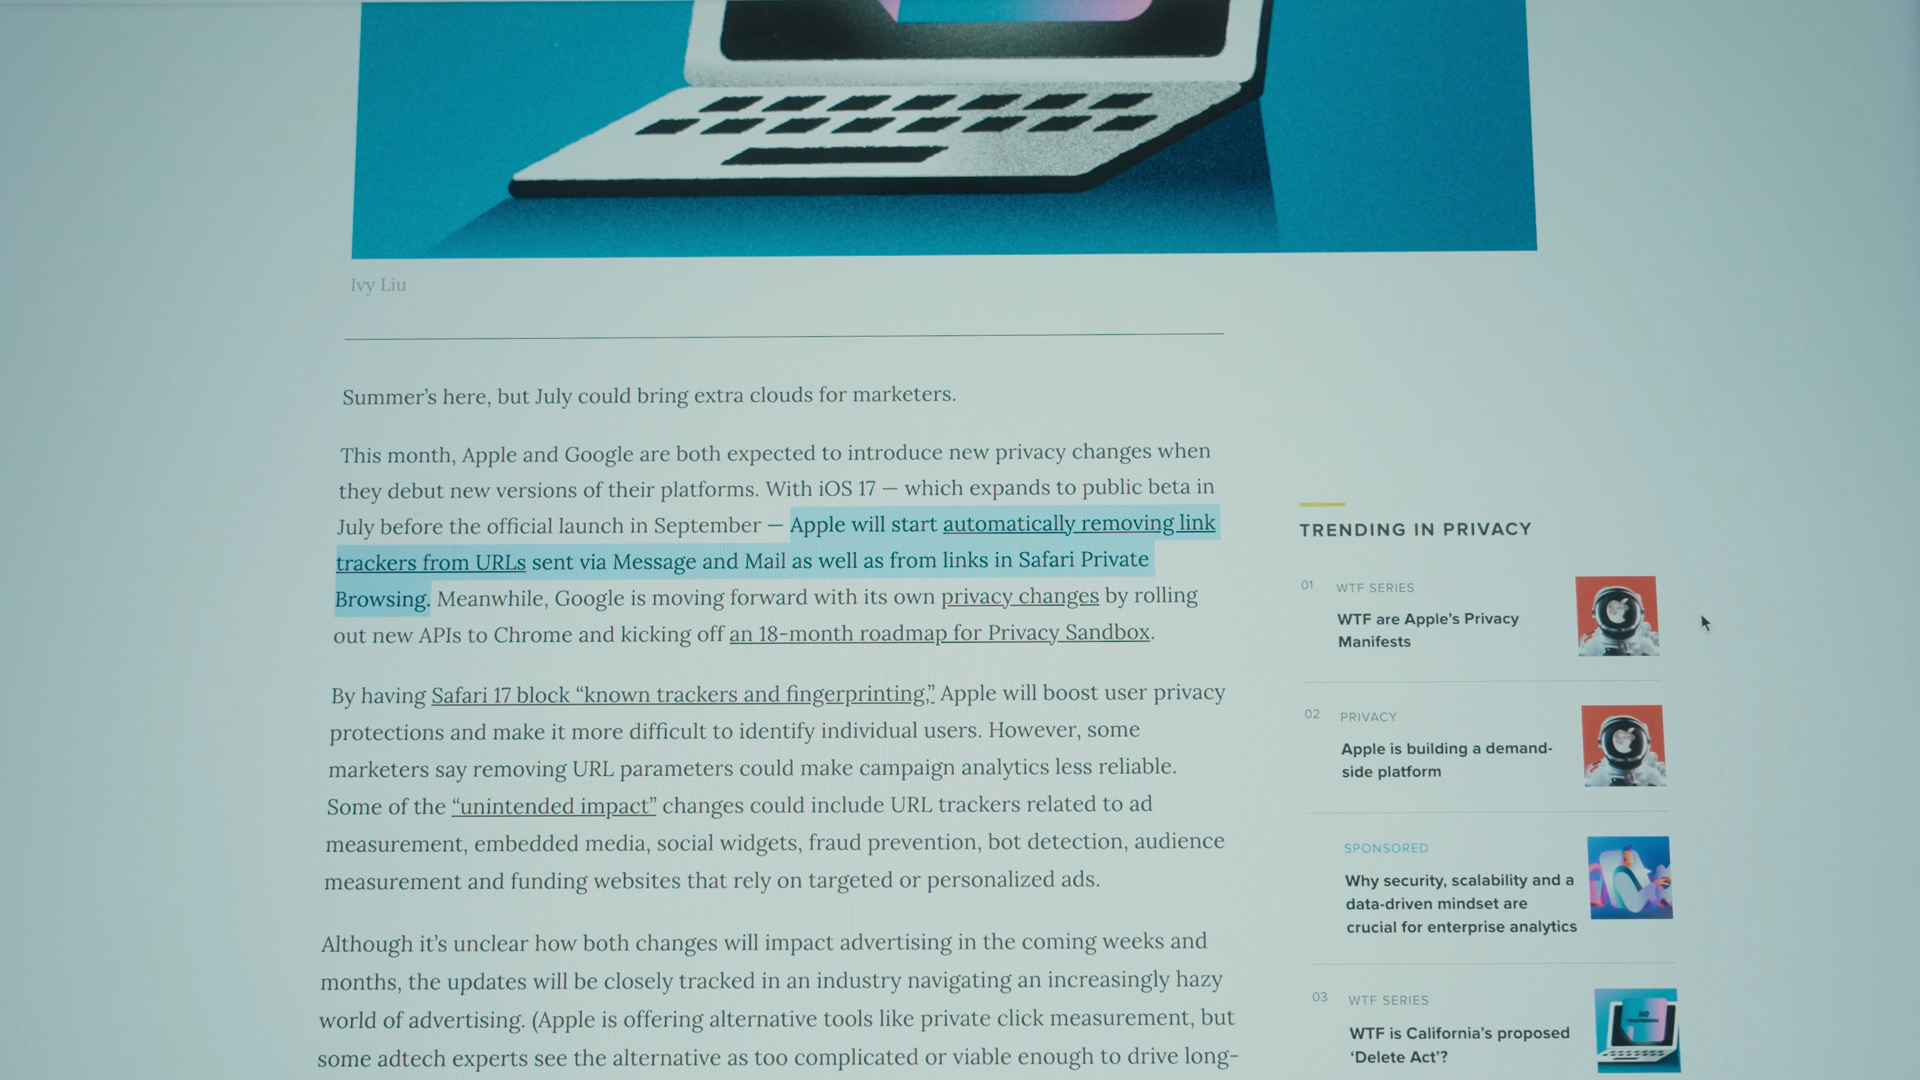 Ivy Liu
Summer's here, but July could bring extra clouds for marketers.
This month, Apple and Google are both expected to introduce new privacy changes when
they debut new versions of their platforms. With iOS 17 — which expands to public beta in
July before the official launch in September — Apple will start automatically removing link
trackers from URLs sent via Message and Mail as well as from links in Safari Private
Browsing. Meanwhile, Google is moving forward with its own privacy changes by rolling
out new APIs to Chrome and kicking off an 18-month roadmap for Privacy Sandbox.
By having Safari 17 block “known trackers and fingerprinting,” Apple will boost user privacy
protections and make it more difficult to identify individual users. However, some
marketers say removing URL parameters could make campaign analytics less reliable.
Some of the “unintended impact” changes could include URL trackers related to ad
measurement, embedded media, social widgets, fraud prevention, bot detection, audience
measurement and funding websites that rely on targeted or personalized ads.
Although it's unclear how both changes will impact advertising in the coming weeks and
months, the updates will be closely tracked in an industry navigating an increasingly hazy
world of advertising. (Apple is offering alternative tools like private click measurement, but
some adtech experts see the alternative as too complicated or viable enough to drive long-
TRENDING IN PRIVACY
01 WTF SERIES
WTF are Apple's Privacy
Manifests
02 PRIVACY
Apple is building a demand-
side platform
SPONSORED
Why security, scalability and a
data-driven mindset are
crucial for enterprise analytics
03 WTF SERIES
WTF is California's proposed
‘Delete Act’?
NO